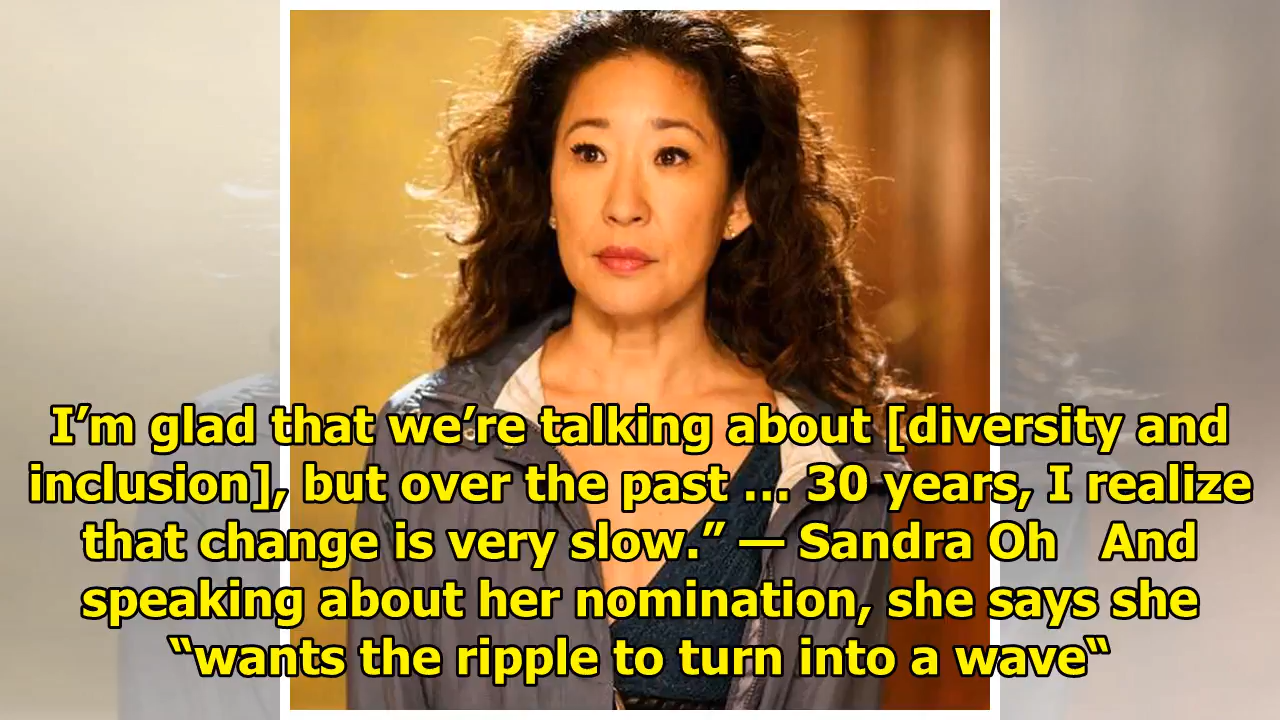 I’m glad that we’re talking about [diversity and
inclusion], but over the past ... 30 years, I realize
that change is very slow.” — Sandra Oh   And
speaking about her nomination, she says she
“wants the ripple to turn into a wave“